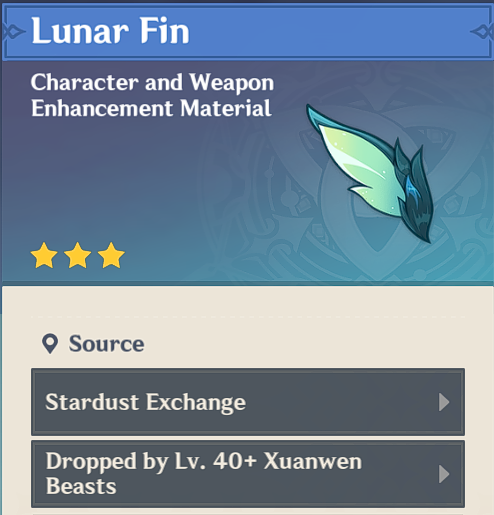 Lunar Fin
Character and Weapon
Enhancement Material
Source
Stardust Exchange
Dropped by Lv. 40+ Xuanwen
Beasts